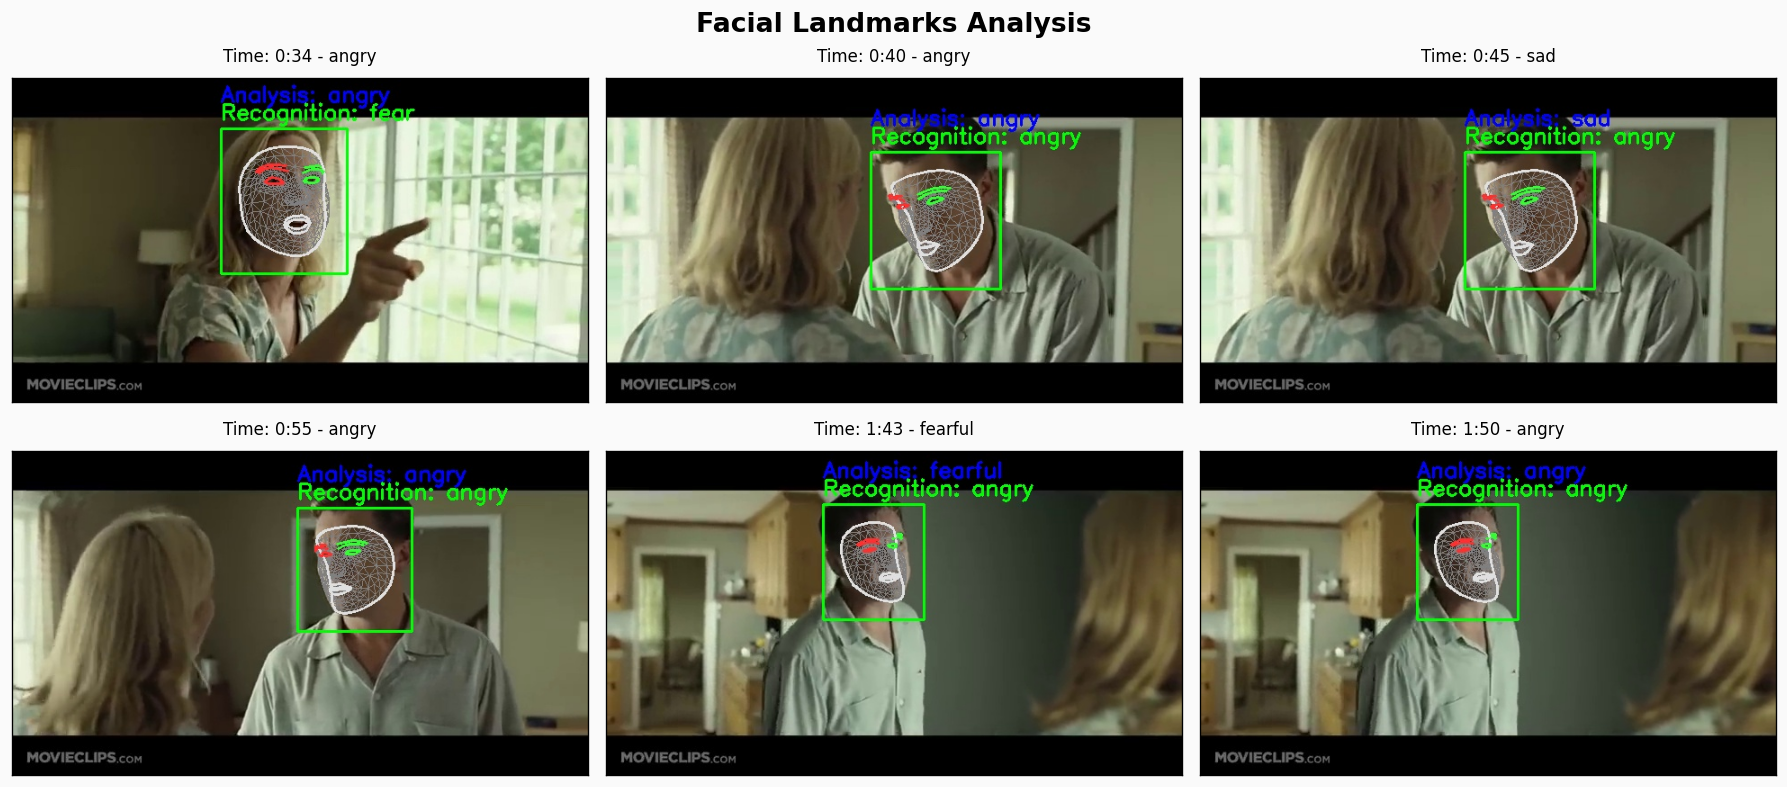 Facial Landmarks Analysis
Time: 0:34 - angry
Time: 0:40 - angry
Time: 0:45 - sad
Analysis: angry
Recognition: fear
Analysis: angry
Recognition: angry
Analysis: sad
Recognition: angry
MOVIECLIPS.COM
MOVIECLIPS.COM
MOVIECLIPS.COM
Time: 0:55 - angry
Time: 1:43 - fearful
Time: 1:50 - angry
Analysis: angry
Recognition: angry
Analysis: fearful
Recognition: angry
Analysis: angry
Recognition: angry
MOVIECLIPS.COM
MOVIECLIPS.COM
MOVIECLIPS.COM